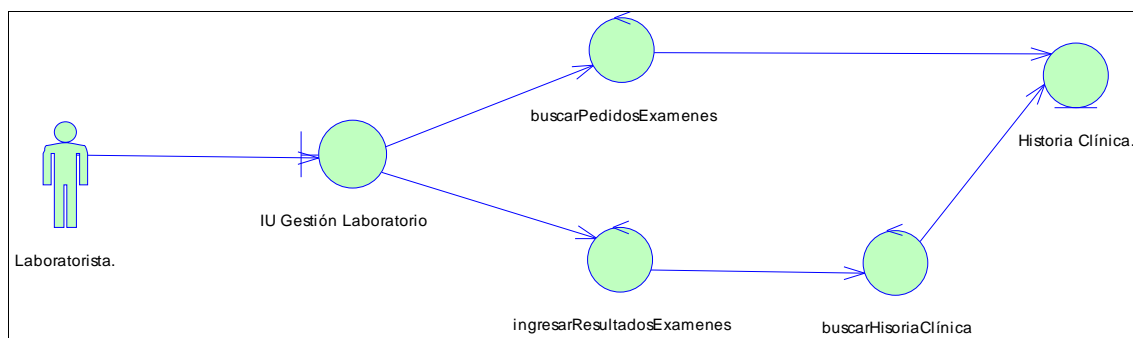 buscarPedidosExamenes
Historia Clínica.
IU Gestión Laboratorio
Laboratorista.
ingresarResultadosExamenes
buscarHisoriaClínica